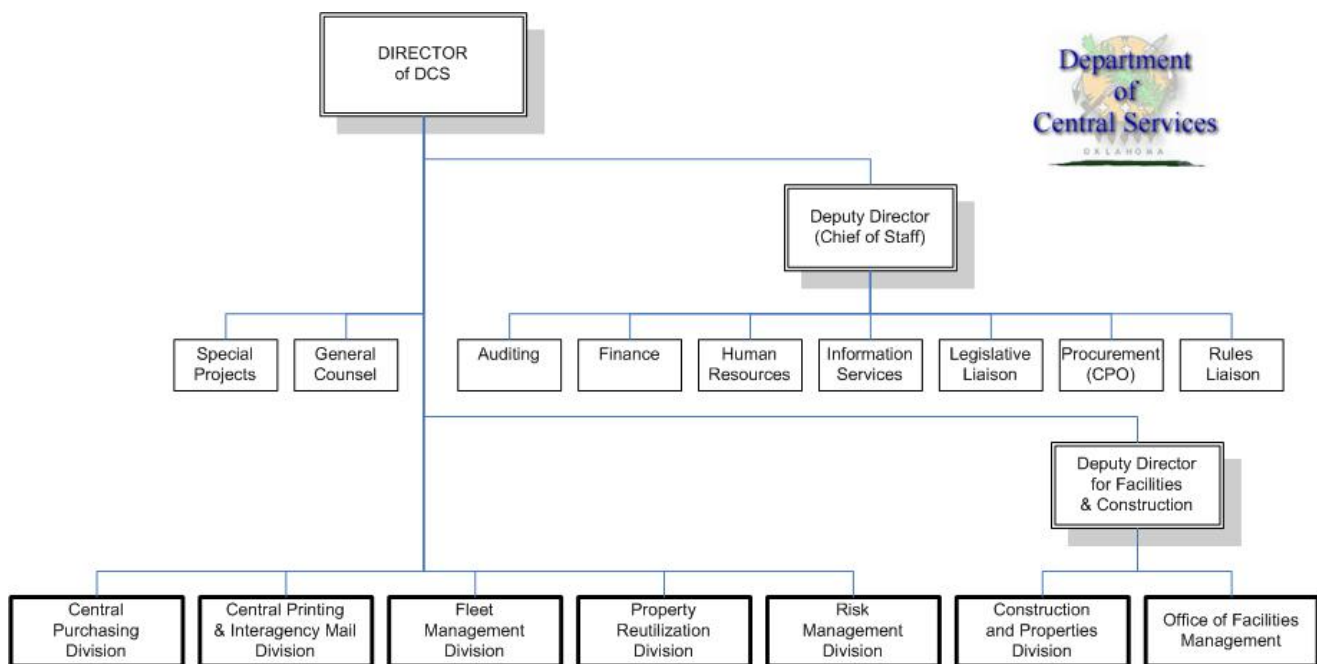 DIRECTOR
of DCS
Department
of
Central Services
OKLAHOMA
Deputy Director
(Chief of Staff)
Special
Projects
General
Counsel
Auditing
Finance
Human
Resources
Information
Services
Legislative
Liaison
Procurement
(CPO)
Rules
Liaison
Deputy Director
for Facilities
& Construction
Central
Purchasing
Division
Central Printing
& Interagency Mail
Division
Fleet
Management
Division
Property
Reutilization
Division
Risk
Management
Division
Construction
and Properties
Division
Office of Facilities
Management